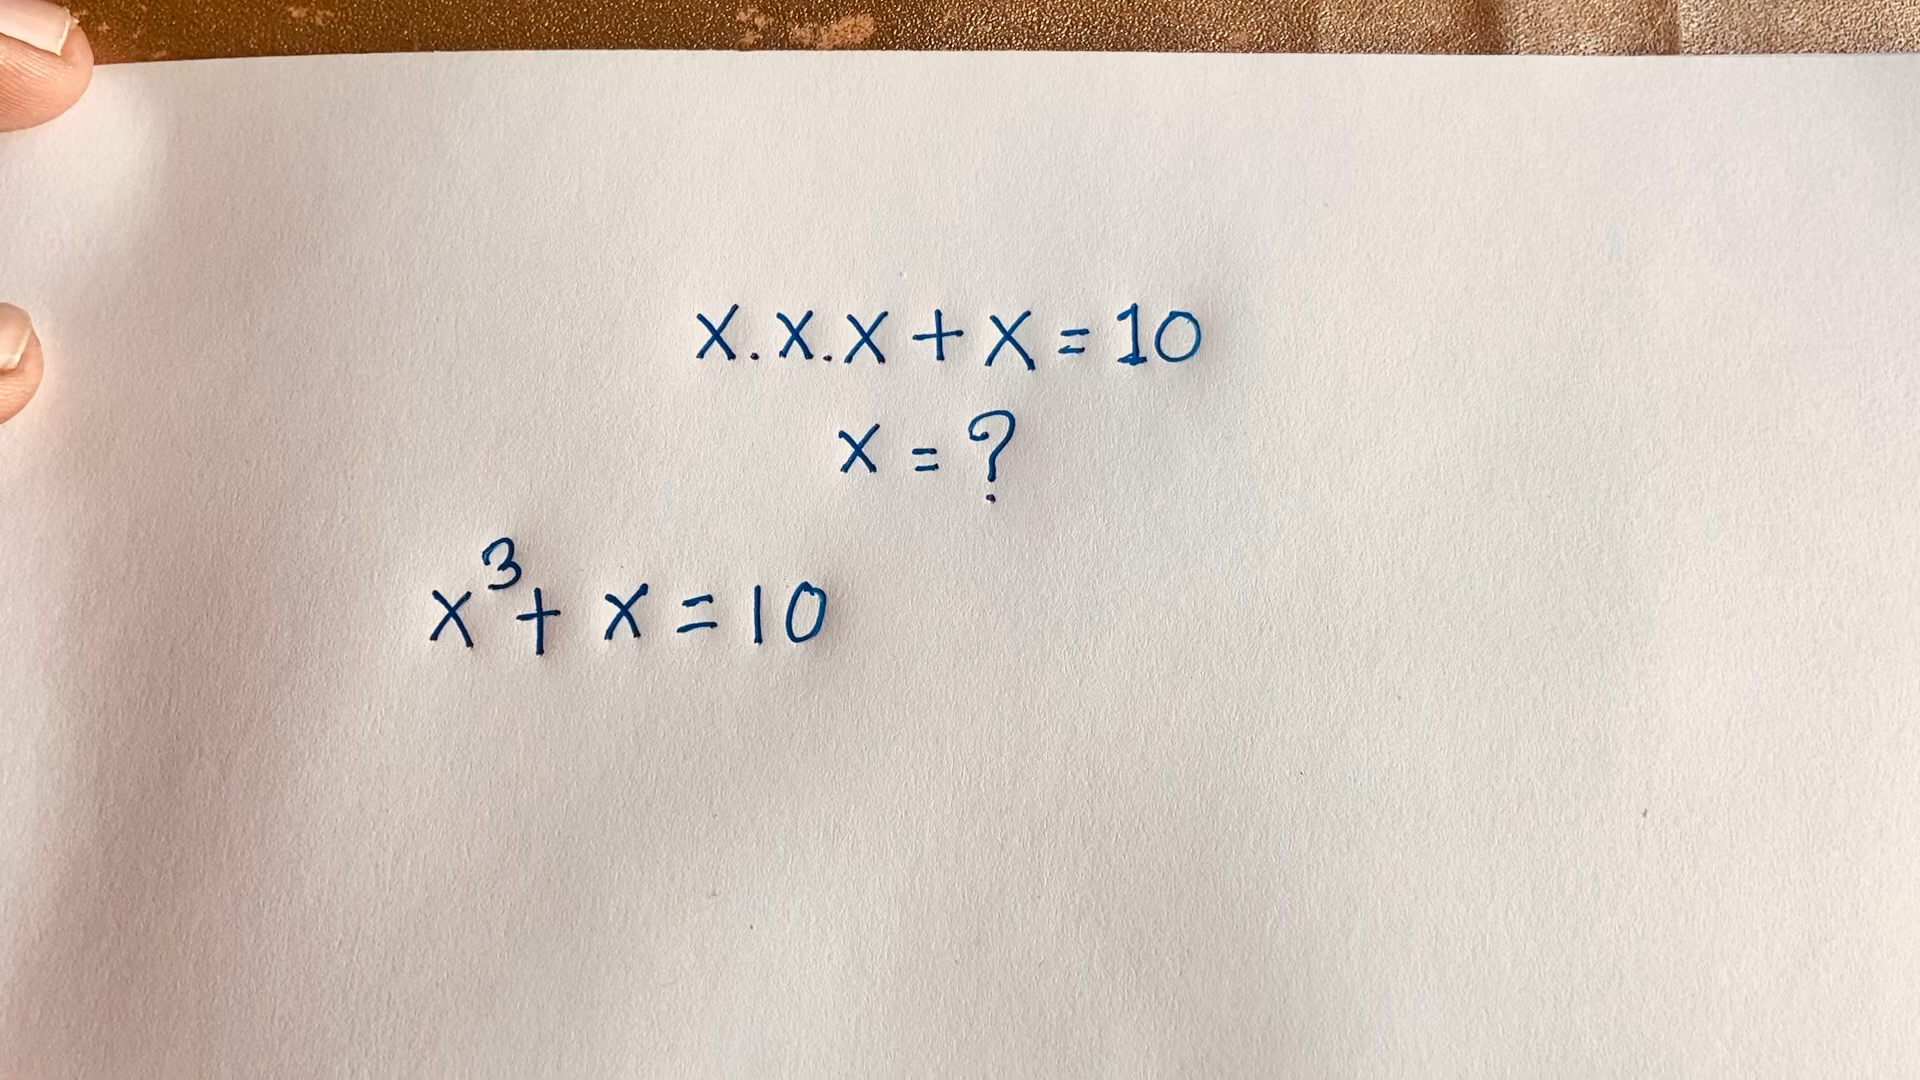 x.x.x + x = 10
x = ?
x³ + x = 10